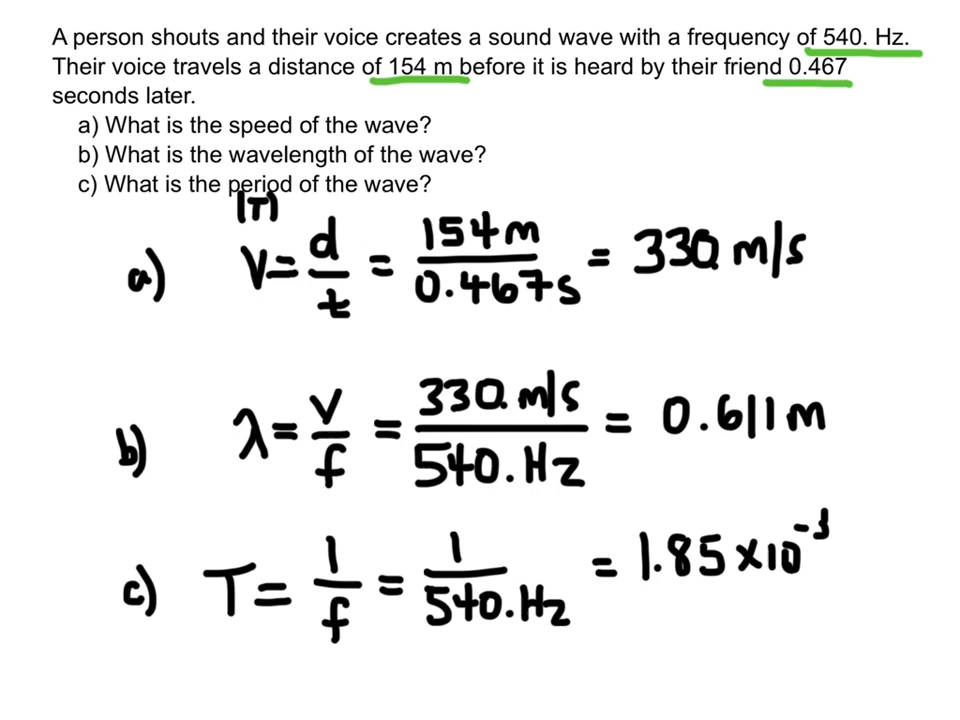 A person shouts and their voice creates a sound wave with a frequency of 540. Hz.
Their voice travels a distance of 154 m before it is heard by their friend 0.467
seconds later.
a) What is the speed of the wave?
b) What is the wavelength of the wave?
c) What is the period of the wave?
(T)
a) V = d/t = 154m/0.467s = 330. m/s
b) λ = V/f = 330. m/s/540. Hz = 0.611m
c) T = 1/f = 1/540. Hz = 1.85 x 10⁻³